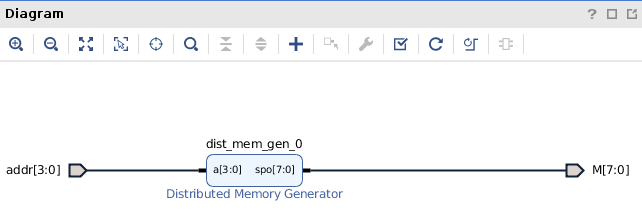 Diagram
?
dist_mem_gen_0
addr[3:0]
a[3:0]
spo[7:0]
M[7:0]
Distributed Memory Generator